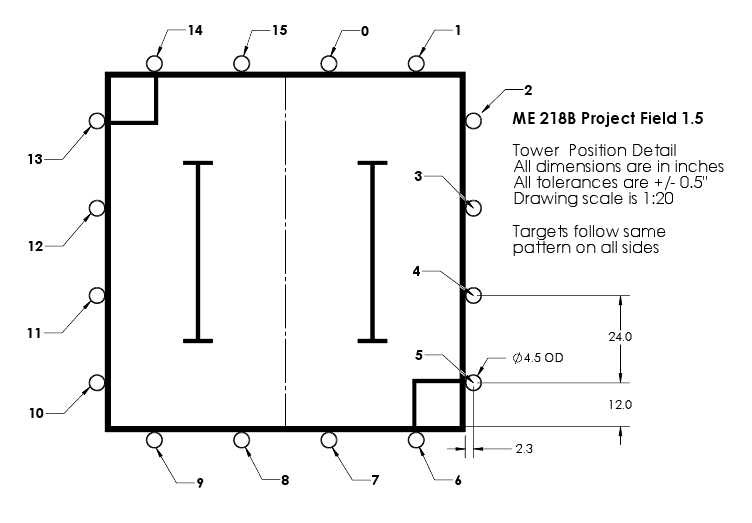 14
15
0
1
2
ME 218B Project Field 1.5
13
Tower Position Detail
All dimensions are in inches
All tolerances are +/- 0.5"
Drawing scale is 1:20
3
Targets follow same
pattern on all sides
12
4
11
24.0
5
Ø4.5 OD
10
12.0
2.3
9
8
7
6